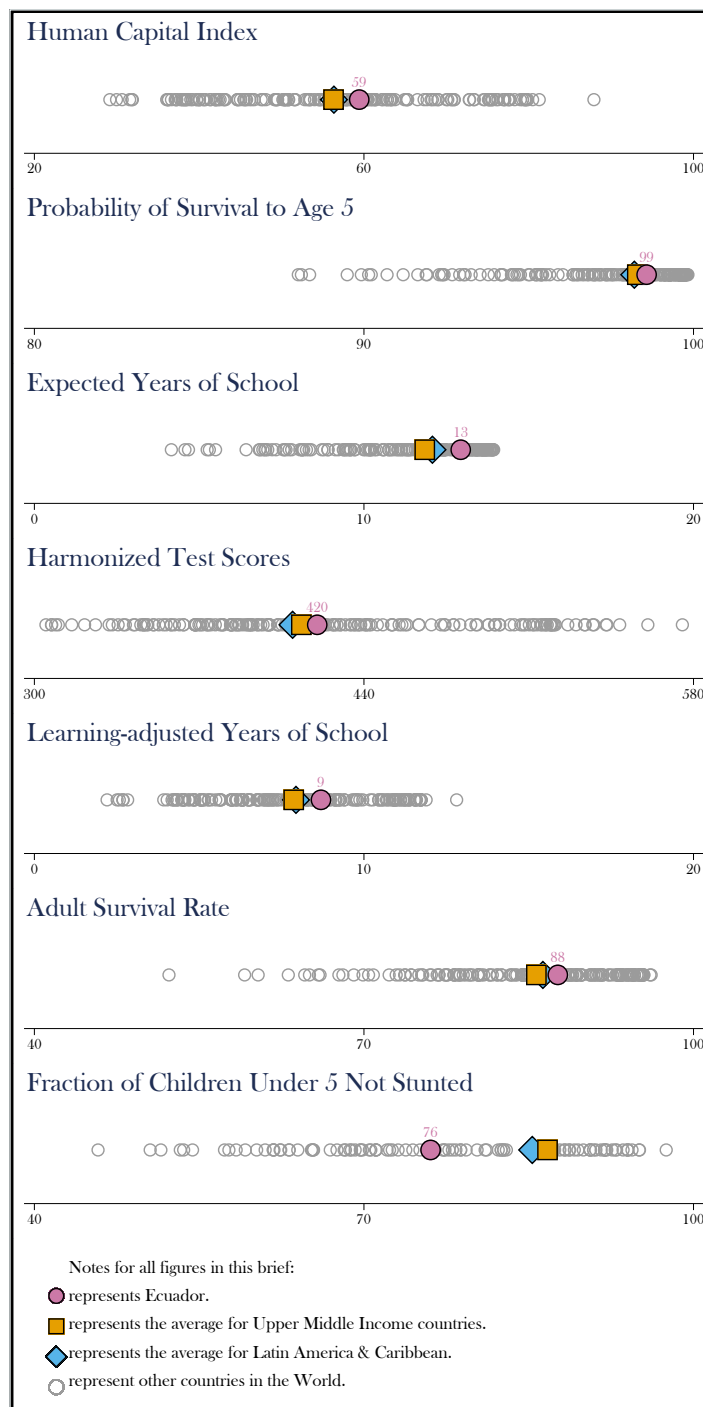 Human Capital Index
59
20 60 100
Probability of Survival to Age 5
99
80 90 100
Expected Years of School
13
0 10 20
Harmonized Test Scores
420
300 440 580
Learning-adjusted Years of School
9
0 10 20
Adult Survival Rate
88
40 70 100
Fraction of Children Under 5 Not Stunted
76
40 70 100
Notes for all figures in this brief:
represents Ecuador.
represents the average for Upper Middle Income countries.
represents the average for Latin America & Caribbean.
represent other countries in the World.